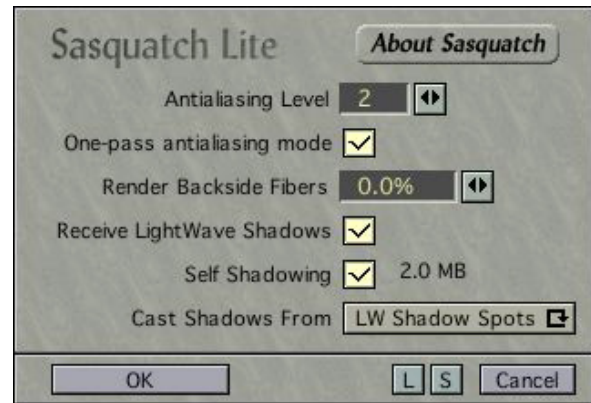 Sasquatch Lite About Sasquatch
Antialiasing Level 2
One-pass antialiasing mode
Render Backside Fibers 0.0%
Receive LightWave Shadows
Self Shadowing 2.0 MB
Cast Shadows From LW Shadow Spots
OK L S Cancel